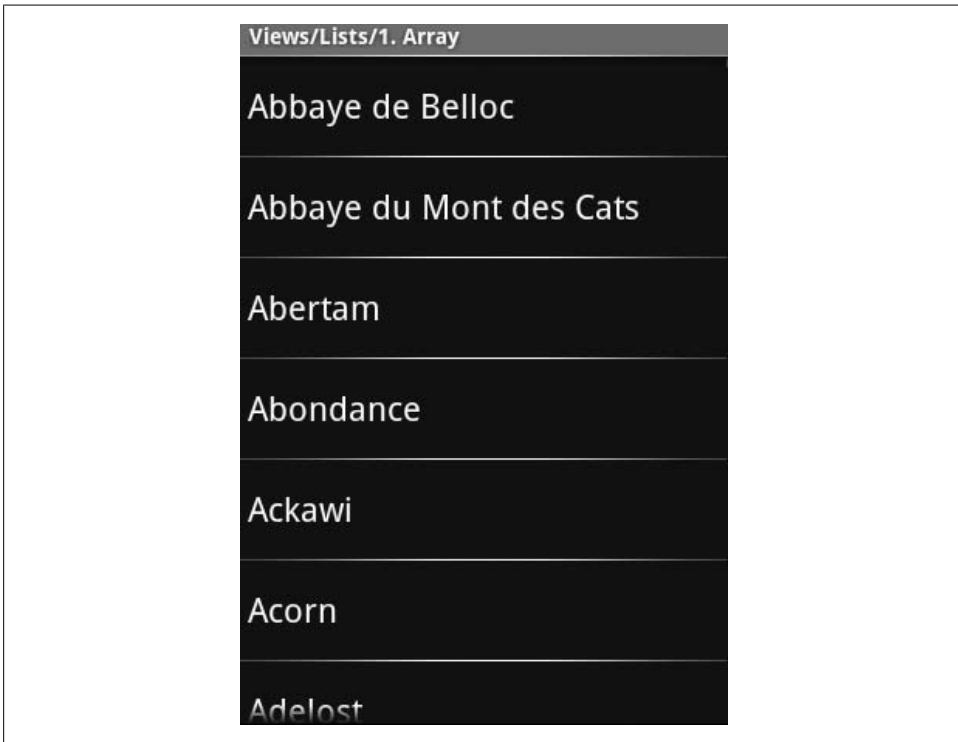 Views/Lists/1. Array
Abbaye de Belloc
Abbaye du Mont des Cats
Abertam
Abondance
Ackawi
Acorn
Adelost